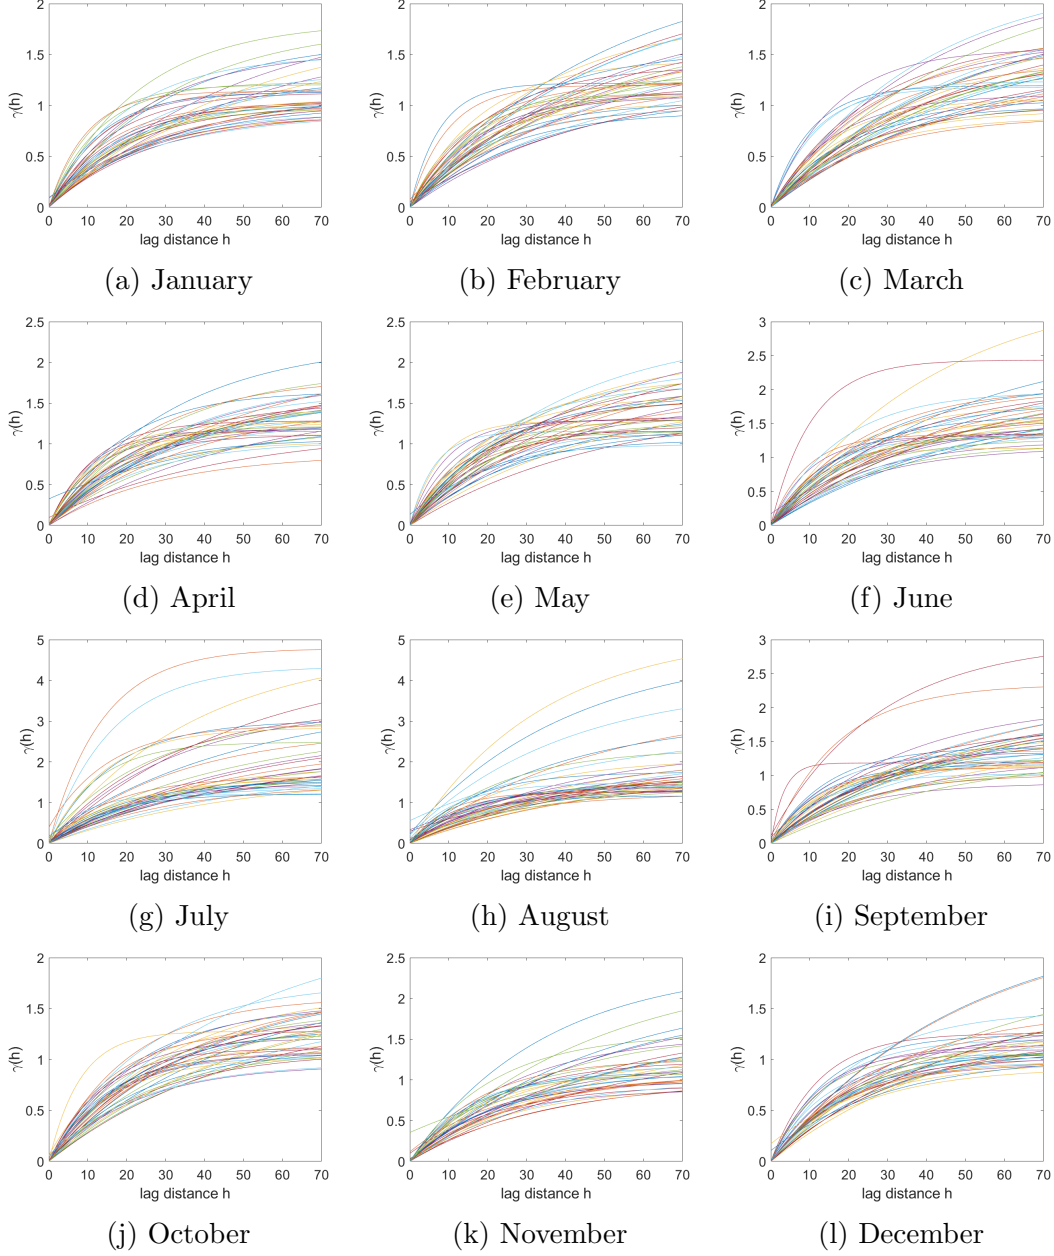 2
1.5
1
0.5
0
γ(h)
0 10 20 30 40 50 60 70
lag distance h
(a) January
2
1.5
1
0.5
0
γ(h)
0 10 20 30 40 50 60 70
lag distance h
(b) February
2
1.5
1
0.5
0
γ(h)
0 10 20 30 40 50 60 70
lag distance h
(c) March
2.5
2
1.5
1
0.5
0
γ(h)
0 10 20 30 40 50 60 70
lag distance h
(d) April
2.5
2
1.5
1
0.5
0
γ(h)
0 10 20 30 40 50 60 70
lag distance h
(e) May
3
2.5
2
1.5
1
0.5
0
γ(h)
0 10 20 30 40 50 60 70
lag distance h
(f) June
5
4
3
2
1
0
γ(h)
0 10 20 30 40 50 60 70
lag distance h
(g) July
5
4
3
2
1
0
γ(h)
0 10 20 30 40 50 60 70
lag distance h
(h) August
3
2.5
2
1.5
1
0.5
0
γ(h)
0 10 20 30 40 50 60 70
lag distance h
(i) September
2
1.5
1
0.5
0
γ(h)
0 10 20 30 40 50 60 70
lag distance h
(j) October
2.5
2
1.5
1
0.5
0
γ(h)
0 10 20 30 40 50 60 70
lag distance h
(k) November
2
1.5
1
0.5
0
γ(h)
0 10 20 30 40 50 60 70
lag distance h
(l) December